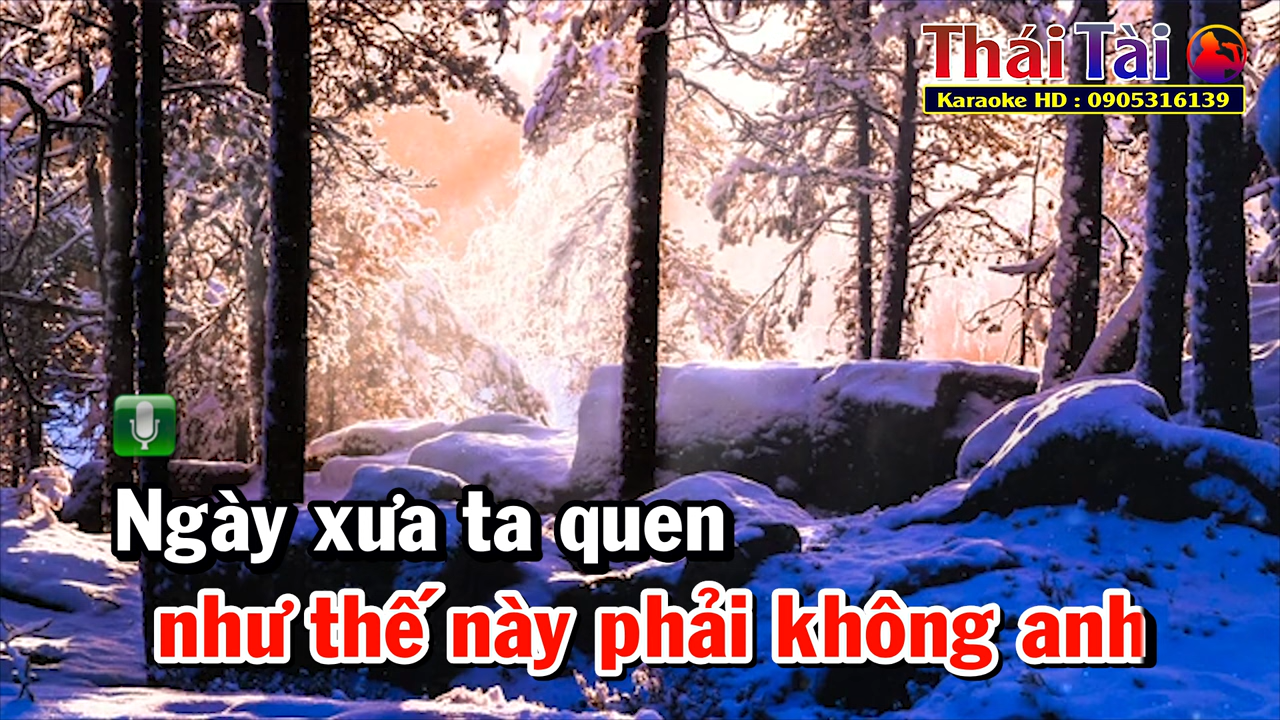 Thái Tài
Karaoke HD : 0905316139
Ngày xưa ta quen
như thế này phải không anh